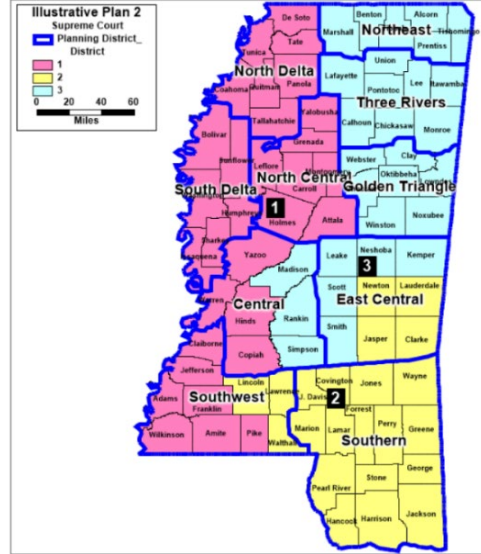 Illustrative Plan 2
Supreme Court
Planning District_
District
1
2
3
0 20 40 60
Miles
De Soto
Benton
Alcorn
Marshall
Northeast
Tishomingo
Tate
Prentiss
Tunica
Union
North Delta
Lafayette
Panola
Lee
Itawamba
Coahoma
Quitman
Pontotoc
Three Rivers
Yalobusha
Tallahatchie
Calhoun
Chickasaw
Monroe
Bolivar
Grenada
Clay
Webster
Sunflower
Leflore
Oktibbeha
North Central
Golden Triangle
South Delta
Carroll
1
Humphreys
Holmes
Attala
Winston
Noxubee
Sharkey
Yazoo
Leake
Neshoba
Kemper
Madison
3
Scott
Newton
Lauderdale
Central
East Central
Hinds
Rankin
Smith
Jasper
Clarke
Copiah
Simpson
Claiborne
Jefferson
Lincoln
Lawrence
Covington
Jones
Wayne
Adams
Southwest
J. Davis
2
Franklin
Forrest
Marion
Lamar
Perry
Greene
Wilkinson
Amite
Pike
Walthall
Southern
George
Pearl River
Stone
Hancock
Harrison
Jackson